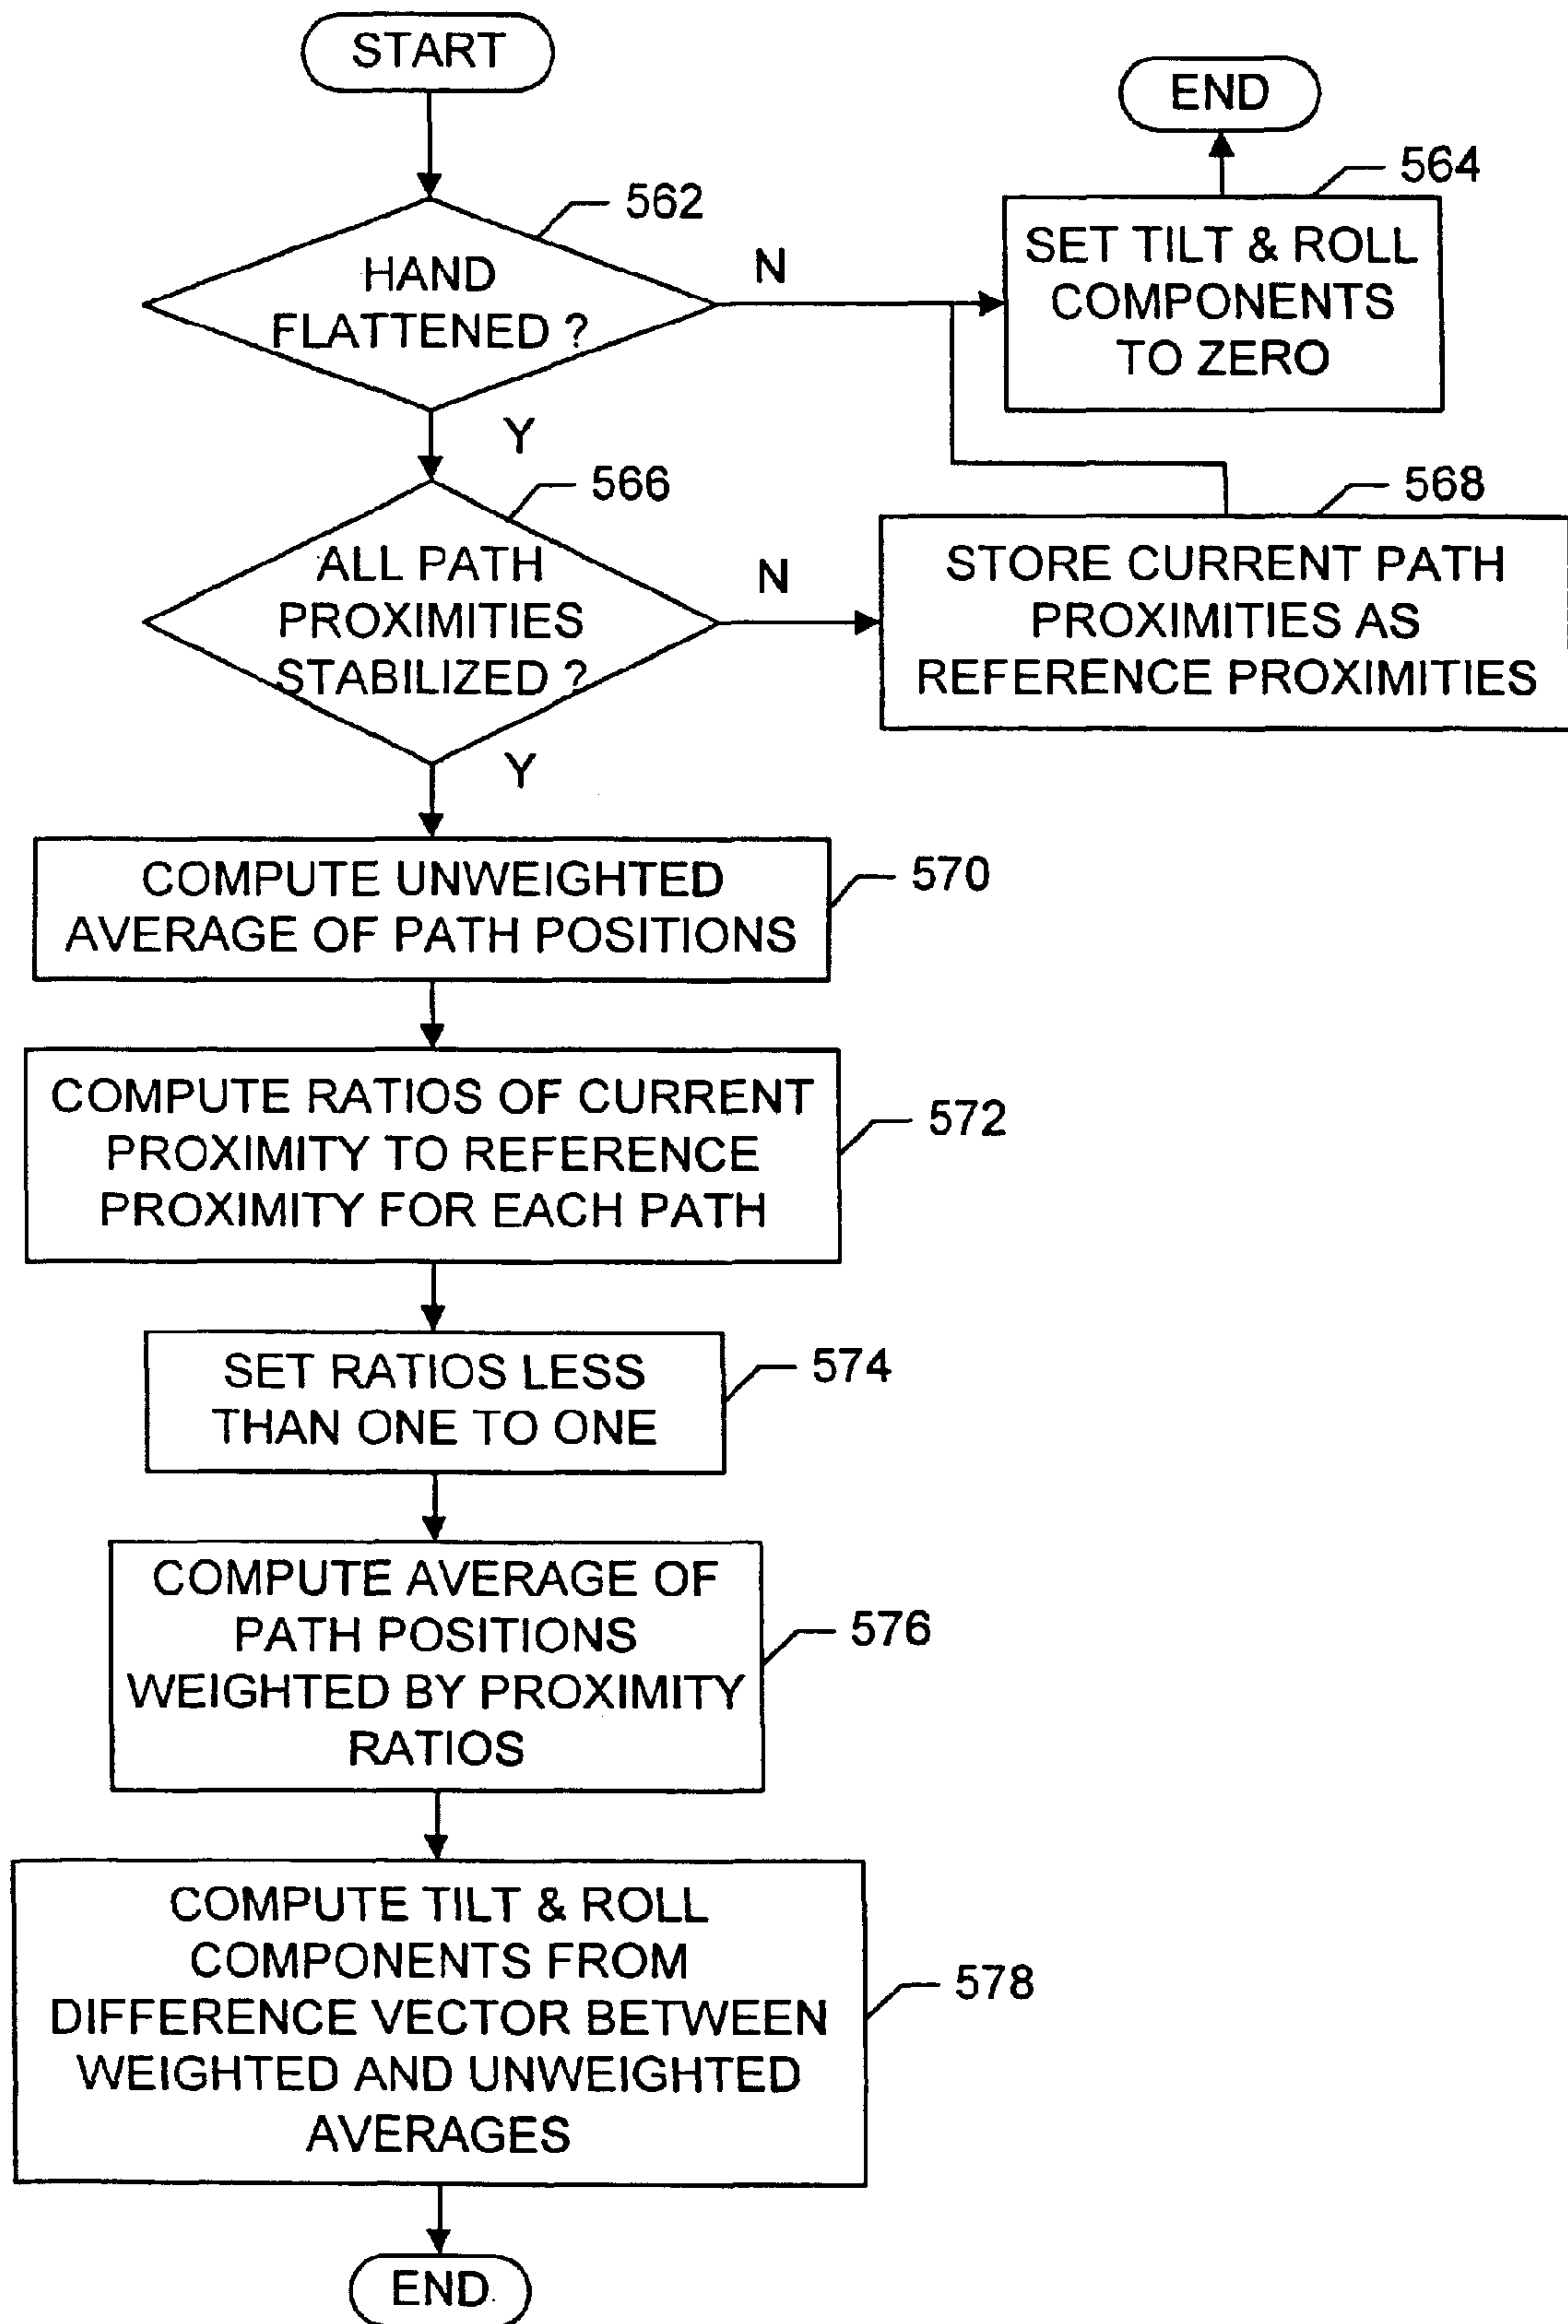 START
END
564
562
SET TILT & ROLL
COMPONENTS
TO ZERO
HAND
FLATTENED ?
N
Y
566
568
ALL PATH
PROXIMITIES
STABILIZED ?
N
STORE CURRENT PATH
PROXIMITIES AS
REFERENCE PROXIMITIES
Y
COMPUTE UNWEIGHTED
AVERAGE OF PATH POSITIONS
570
COMPUTE RATIOS OF CURRENT
PROXIMITY TO REFERENCE
PROXIMITY FOR EACH PATH
572
SET RATIOS LESS
THAN ONE TO ONE
574
COMPUTE AVERAGE OF
PATH POSITIONS
WEIGHTED BY PROXIMITY
RATIOS
576
COMPUTE TILT & ROLL
COMPONENTS FROM
DIFFERENCE VECTOR BETWEEN
WEIGHTED AND UNWEIGHTED
AVERAGES
578
END